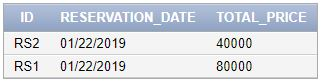 ID RESERVATION_DATE TOTAL_PRICE
RS2 01/22/2019 40000
RS1 01/22/2019 80000